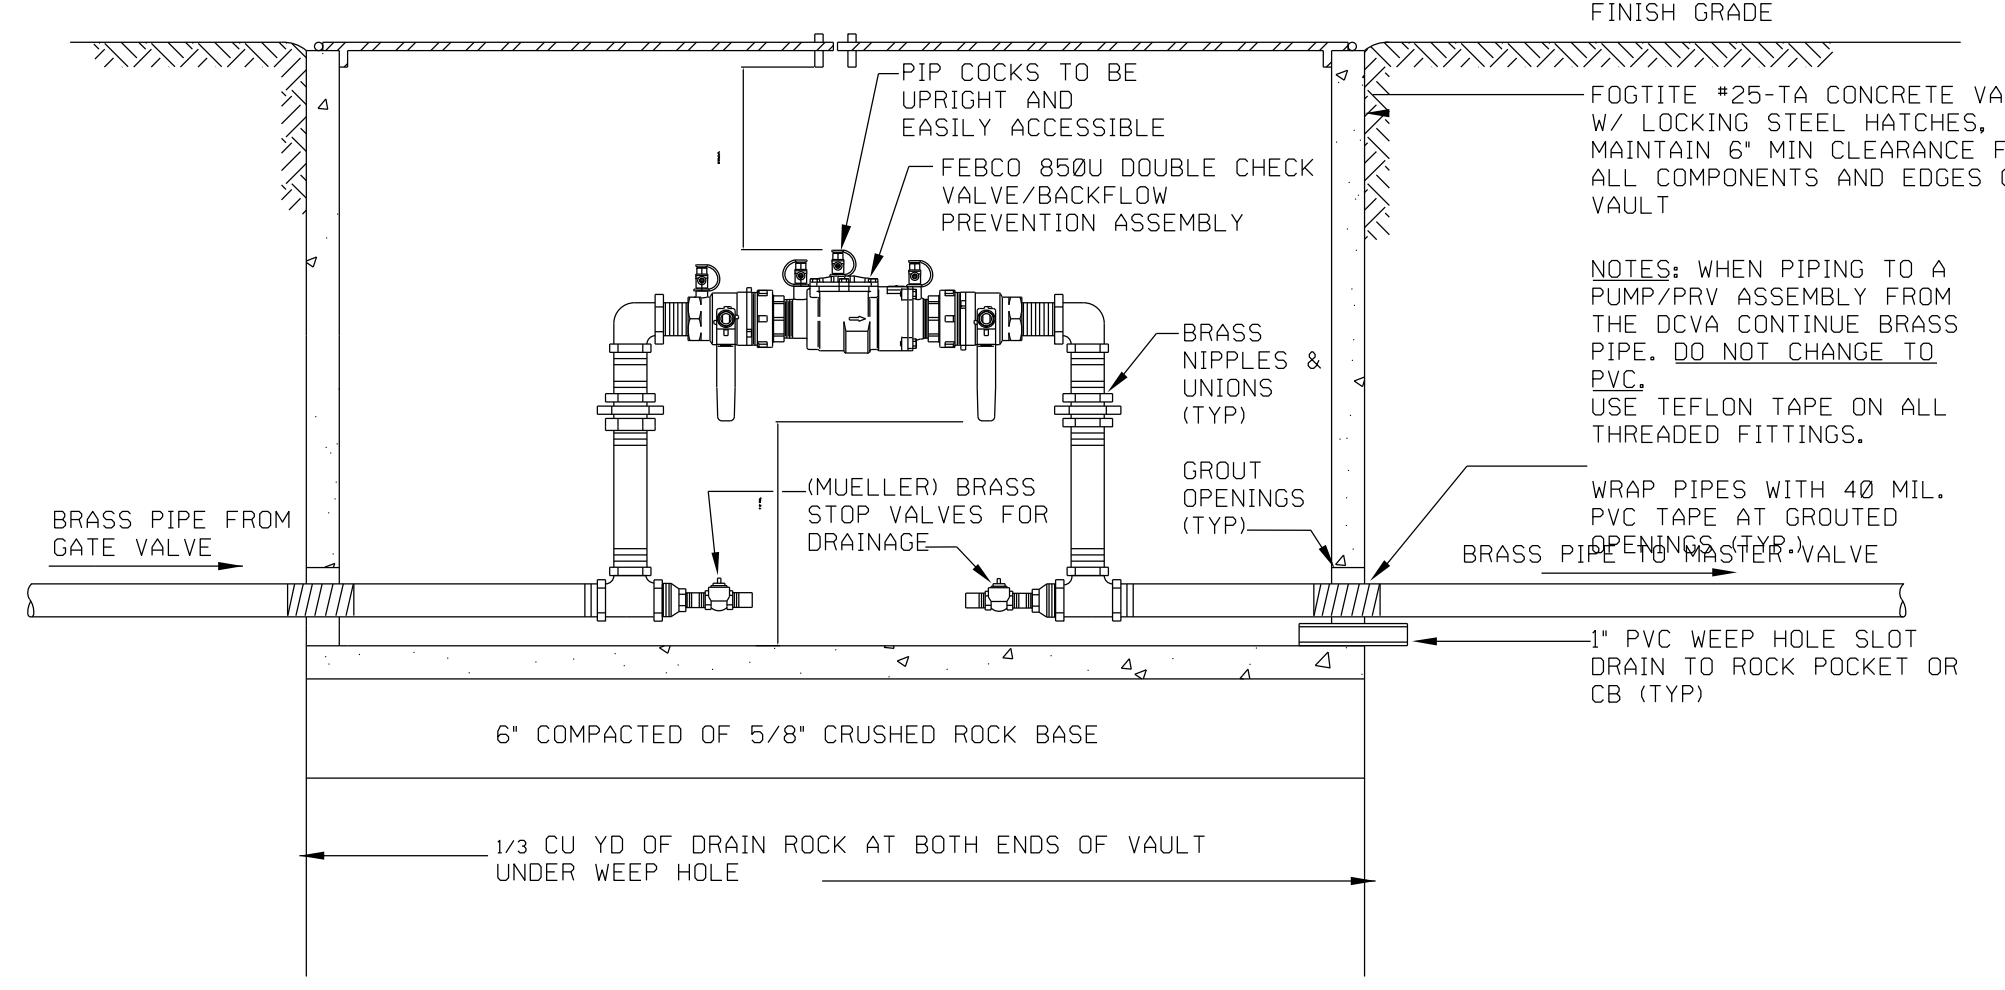 FINISH GRADE
PIP COCKS TO BE
UPRIGHT AND
EASILY ACCESSIBLE
FEBCO 850U DOUBLE CHECK
VALVE/BACKFLOW
PREVENTION ASSEMBLY
FOGTITE #25-TA CONCRETE VA
W/ LOCKING STEEL HATCHES,
MAINTAIN 6" MIN CLEARANCE F
ALL COMPONENTS AND EDGES
VAULT
NOTES: WHEN PIPING TO A
PUMP/PRV ASSEMBLY FROM
THE DCVA CONTINUE BRASS
PIPE. DO NOT CHANGE TO
PVC.
USE TEFLON TAPE ON ALL
THREADED FITTINGS.
BRASS
NIPPLES &
UNIONS
(TYP)
GROUT
OPENINGS
(TYP)
(MUELLER) BRASS
STOP VALVES FOR
DRAINAGE
BRASS PIPE FROM
GATE VALVE
WRAP PIPES WITH 40 MIL.
PVC TAPE AT GROUTED
OPENINGS (TYP.)
BRASS PIPE TO MASTER VALVE
1" PVC WEEP HOLE SLOT
DRAIN TO ROCK POCKET OR
CB (TYP)
6" COMPACTED OF 5/8" CRUSHED ROCK BASE
1/3 CU YD OF DRAIN ROCK AT BOTH ENDS OF VAULT
UNDER WEEP HOLE